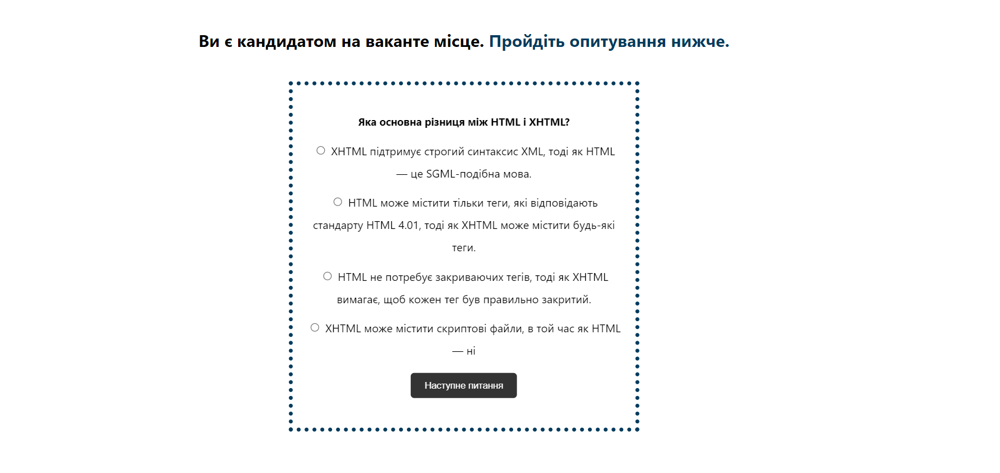 Ви є кандидатом на ваканте місце. Пройдіть опитування нижче.
Яка основна різниця між HTML і XHTML?
XHTML підтримує строгий синтаксис XML, тоді як HTML
— це SGML-подібна мова.
HTML може містити тільки теги, які відповідають
стандарту HTML 4.01, тоді як XHTML може містити будь-які
теги.
HTML не потребує закриваючих тегів, тоді як XHTML
вимагає, щоб кожен тег був правильно закритий.
XHTML може містити скриптові файли, в той час як HTML
— ні
Наступне питання